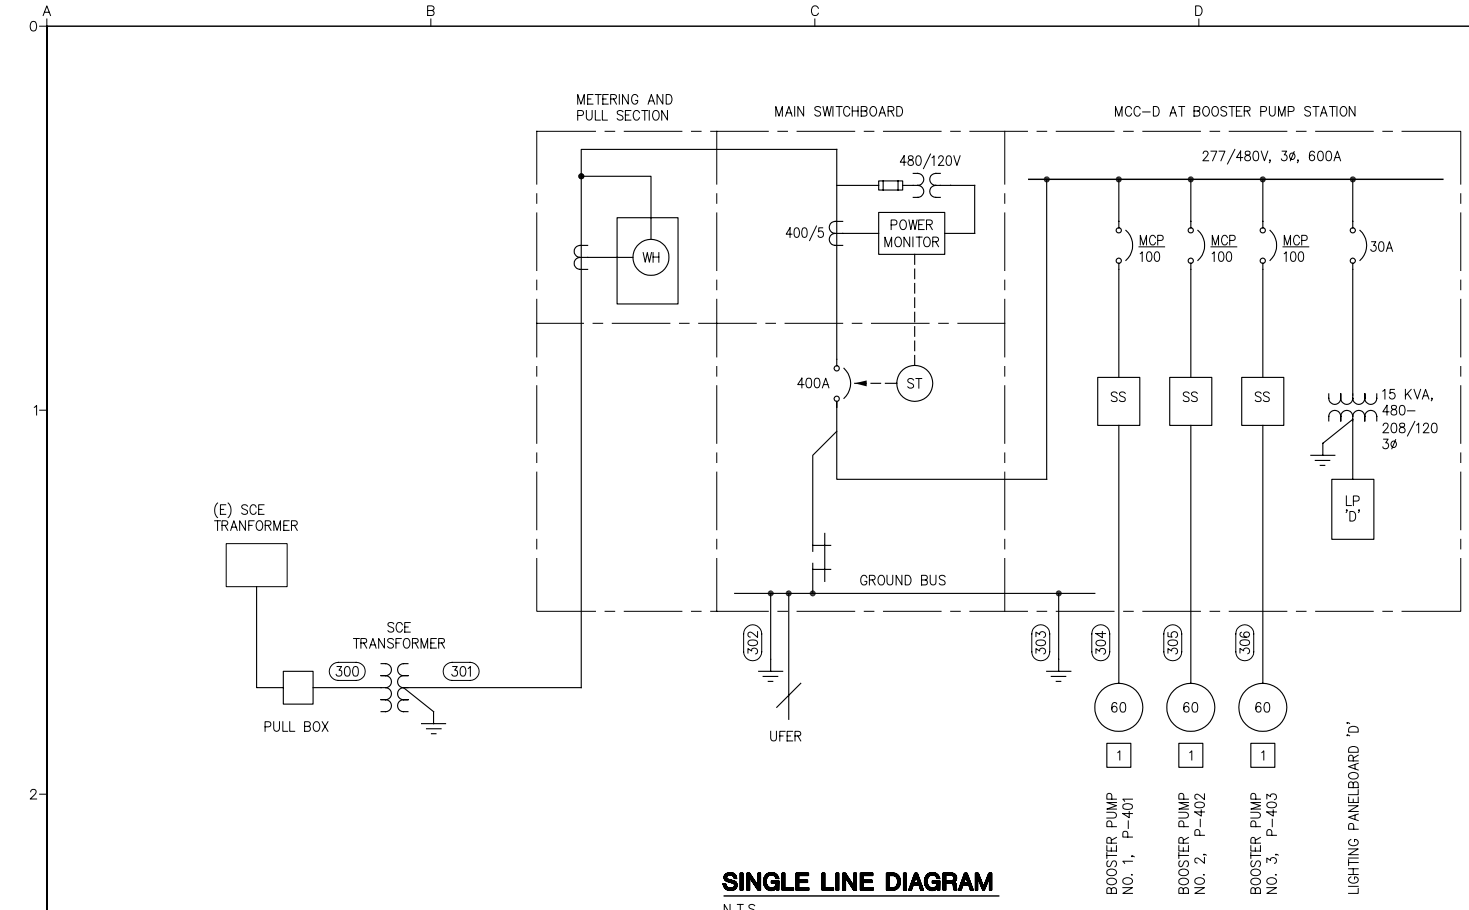 A
B
C
D
0
1
2
METERING AND
PULL SECTION
MAIN SWITCHBOARD
MCC-D AT BOOSTER PUMP STATION
480/120V
277/480V, 3ø, 600A
400/5
POWER
MONITOR
WH
MCP
100
MCP
100
MCP
100
30A
400A
ST
SS
SS
SS
15 KVA,
480-
208/120
3ø
LP
'D'
(E) SCE
TRANFORMER
GROUND BUS
SCE
TRANSFORMER
300
301
302
303
304
305
306
PULL BOX
UFER
60
60
60
1
1
1
BOOSTER PUMP
NO. 1, P-401
BOOSTER PUMP
NO. 2, P-402
BOOSTER PUMP
NO. 3, P-403
LIGHTING PANELBOARD 'D'
SINGLE LINE DIAGRAM
N.T.S.